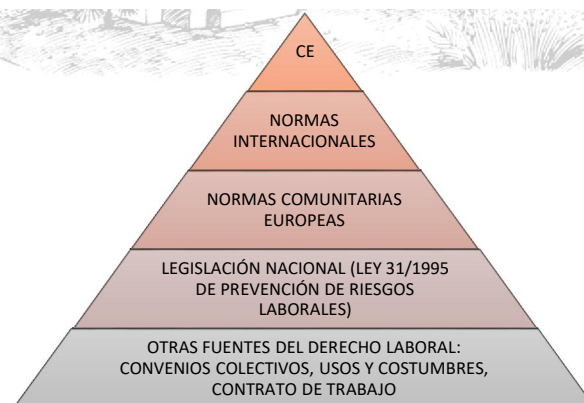 CE
NORMAS
INTERNACIONALES
NORMAS COMUNITARIAS
EUROPEAS
LEGISLACIÓN NACIONAL (LEY 31/1995
DE PREVENCIÓN DE RIESGOS
LABORALES)
OTRAS FUENTES DEL DERECHO LABORAL:
CONVENIOS COLECTIVOS, USOS Y COSTUMBRES,
CONTRATO DE TRABAJO